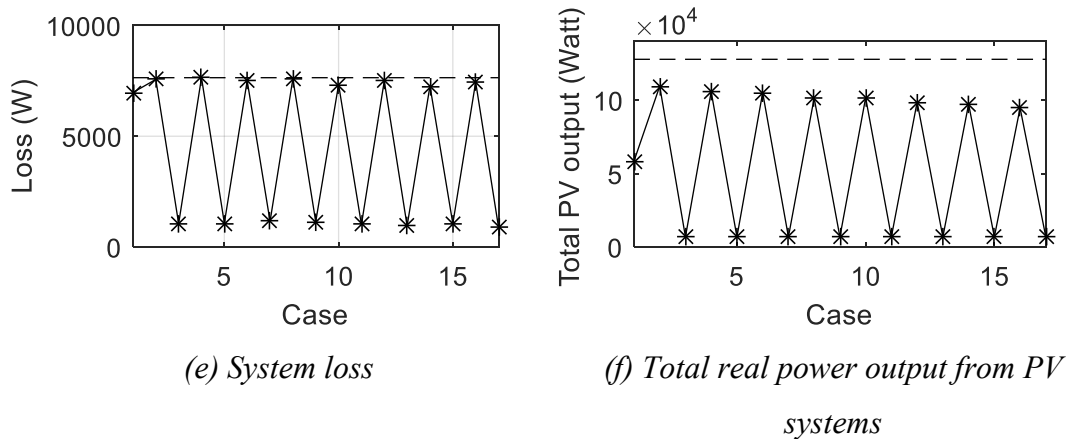 10000
5000
0
Loss (W)
5 10 15
Case
(e) System loss
× 10⁴
10
5
0
Total PV output (Watt)
5 10 15
Case
(f) Total real power output from PV
systems